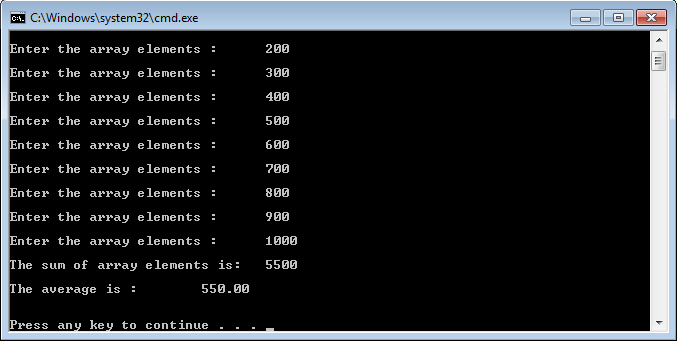 C:\Windows\system32\cmd.exe
Enter the array elements : 200
Enter the array elements : 300
Enter the array elements : 400
Enter the array elements : 500
Enter the array elements : 600
Enter the array elements : 700
Enter the array elements : 800
Enter the array elements : 900
Enter the array elements : 1000
The sum of array elements is: 5500
The average is : 550.00
Press any key to continue . . .